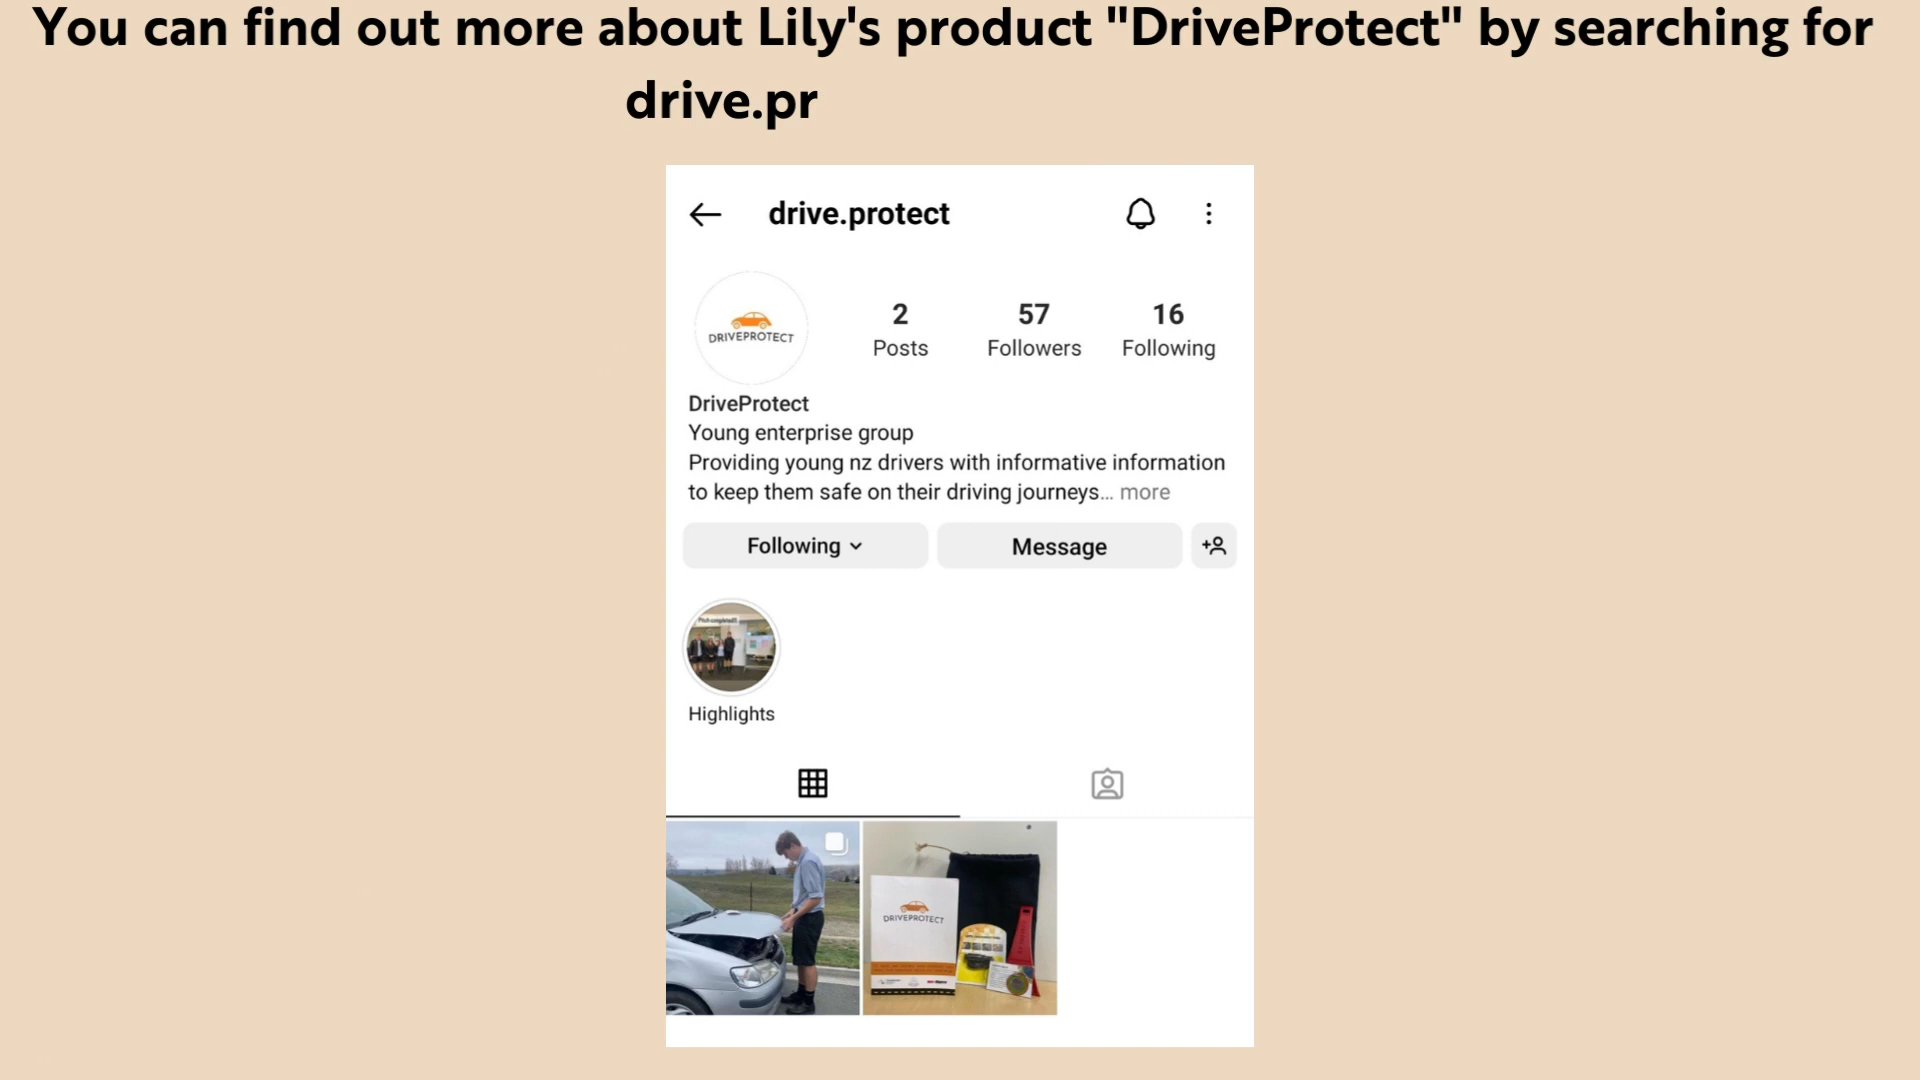 You can find out more about Lily's product "DriveProtect" by searching for
drive.pr
drive.protect
DRIVEPROTECT
2
57
16
Posts
Followers
Following
DriveProtect
Young enterprise group
Providing young nz drivers with informative information
to keep them safe on their driving journeys... more
Following
Message
Highlights
DRIVEPROTECT